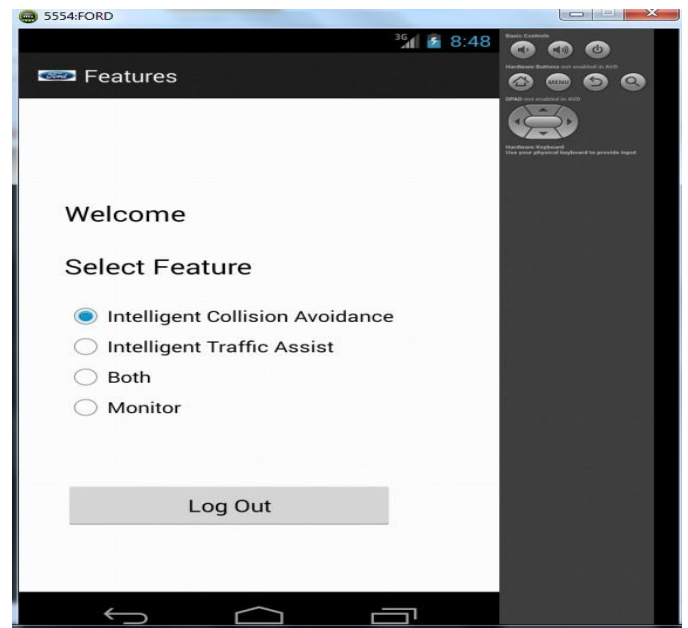 5554:FORD
3G 8:48
Ford Features
Welcome
Select Feature
Intelligent Collision Avoidance
Intelligent Traffic Assist
Both
Monitor
Log Out
Basic Controls
Hardware Buttons not enabled in AVD
MENU
DPAD not enabled in AVD
Hardware Keyboard
Use your physical keyboard to provide input